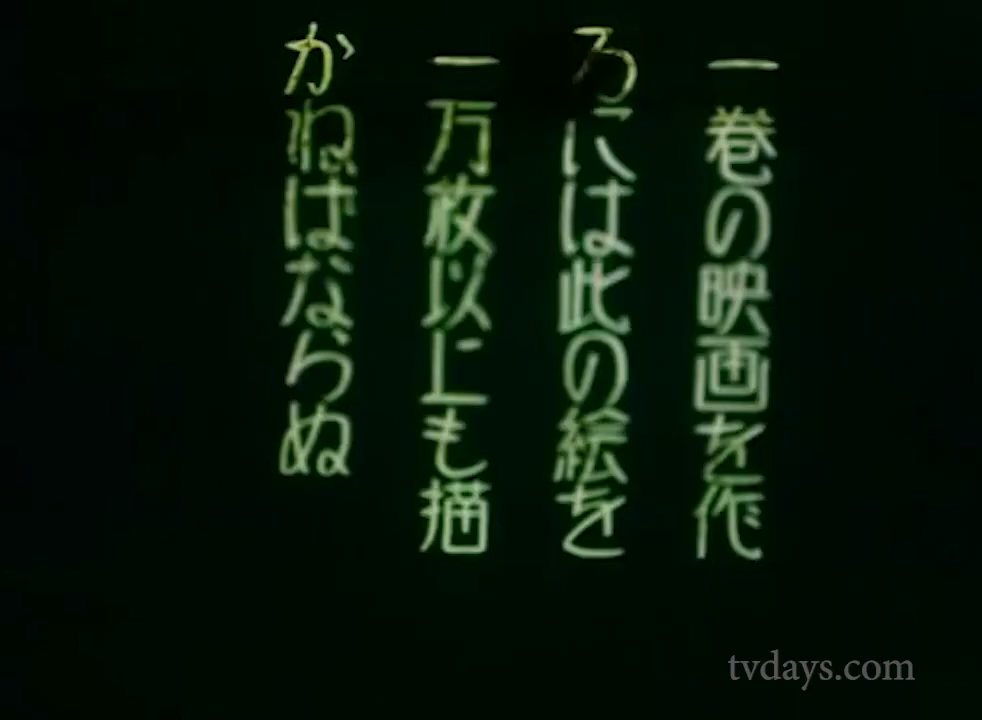 一巻の映画を作
るには此の絵を
一万枚以上も描
かねばならぬ
tvdays.com